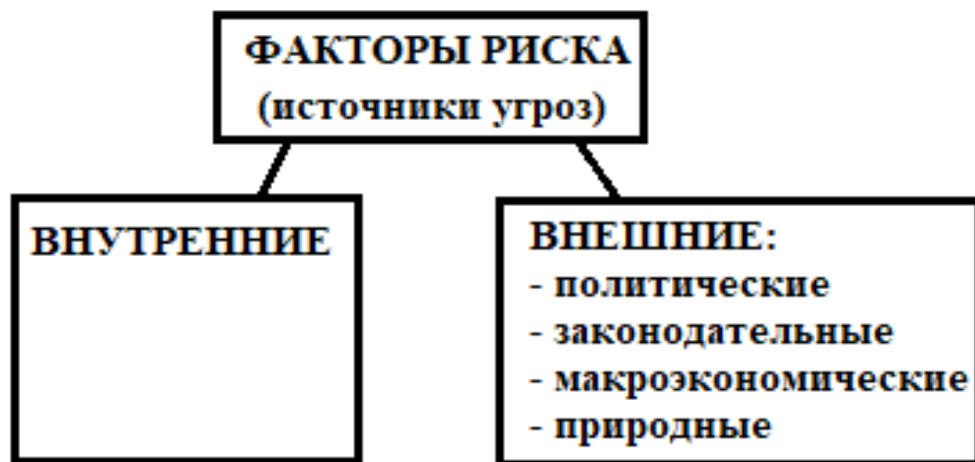 ФАКТОРЫ РИСКА
(источники угроз)
ВНУТРЕННИЕ
ВНЕШНИЕ:
- политические
- законодательные
- макроэкономические
- природные